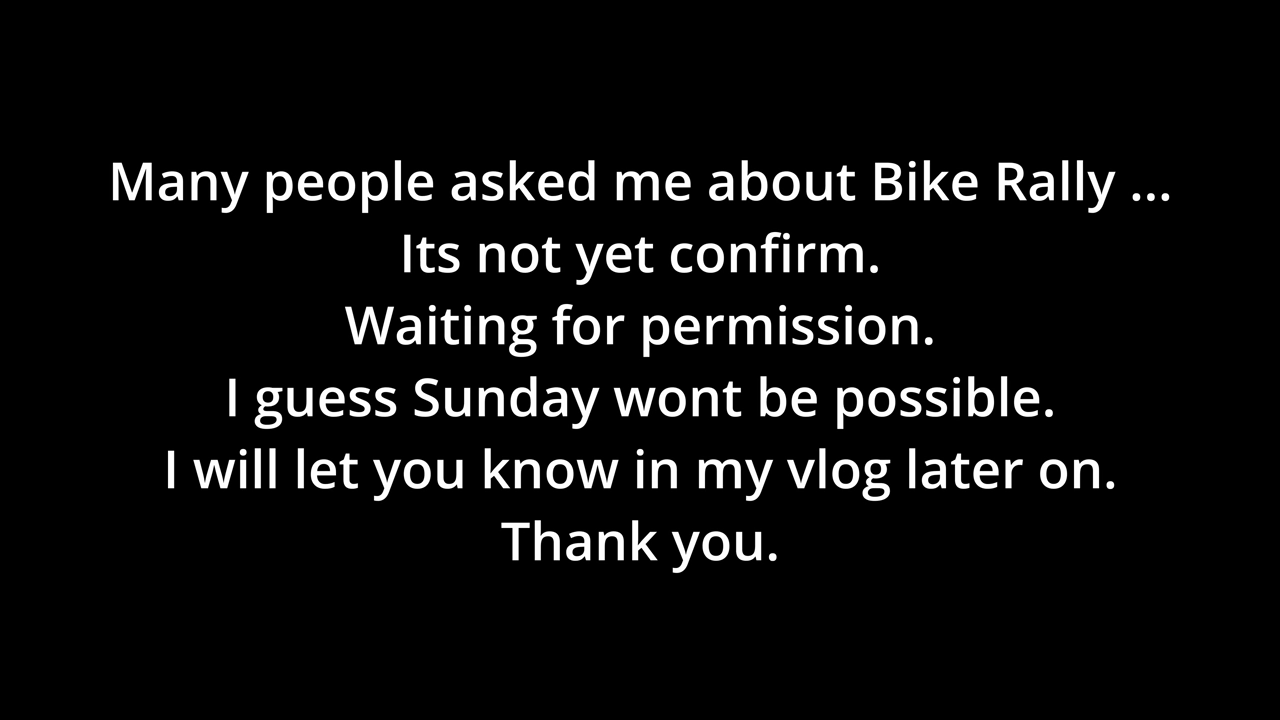 Many people asked me about Bike Rally ...
Its not yet confirm.
Waiting for permission.
I guess Sunday wont be possible.
I will let you know in my vlog later on.
Thank you.